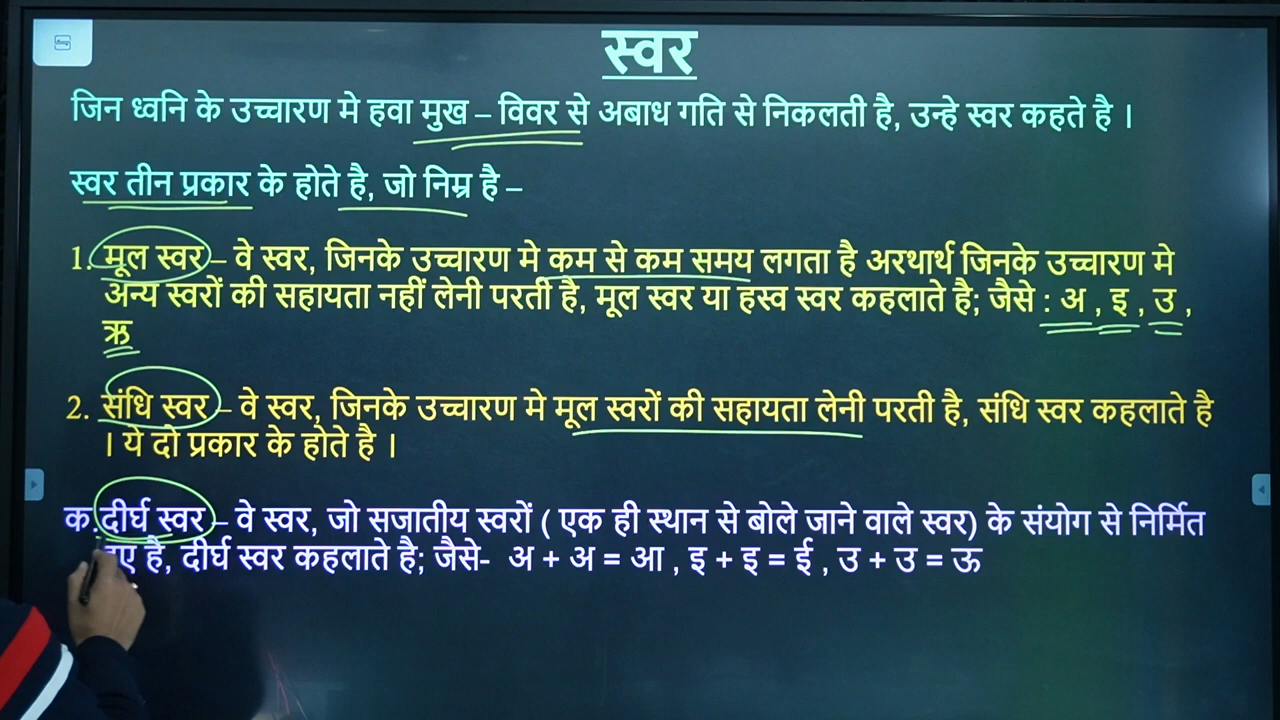 स्वर
जिन ध्वनि के उच्चारण मे हवा मुख – विवर से अबाध गति से निकलती है, उन्हे स्वर कहते है ।
स्वर तीन प्रकार के होते है, जो निम्र है –
1. मूल स्वर – वे स्वर, जिनके उच्चारण मे कम से कम समय लगता है अरथार्थ जिनके उच्चारण मे
अन्य स्वरों की सहायता नहीं लेनी परती है, मूल स्वर या हस्व स्वर कहलाते है; जैसे : अ , इ , उ ,
ऋ
2. संधि स्वर – वे स्वर, जिनके उच्चारण मे मूल स्वरों की सहायता लेनी परती है, संधि स्वर कहलाते है
। ये दो प्रकार के होते है ।
क. दीर्घ स्वर – वे स्वर, जो सजातीय स्वरों ( एक ही स्थान से बोले जाने वाले स्वर) के संयोग से निर्मित
है, दीर्घ स्वर कहलाते है; जैसे- अ + अ = आ , इ + इ = ई , उ + उ = ऊ